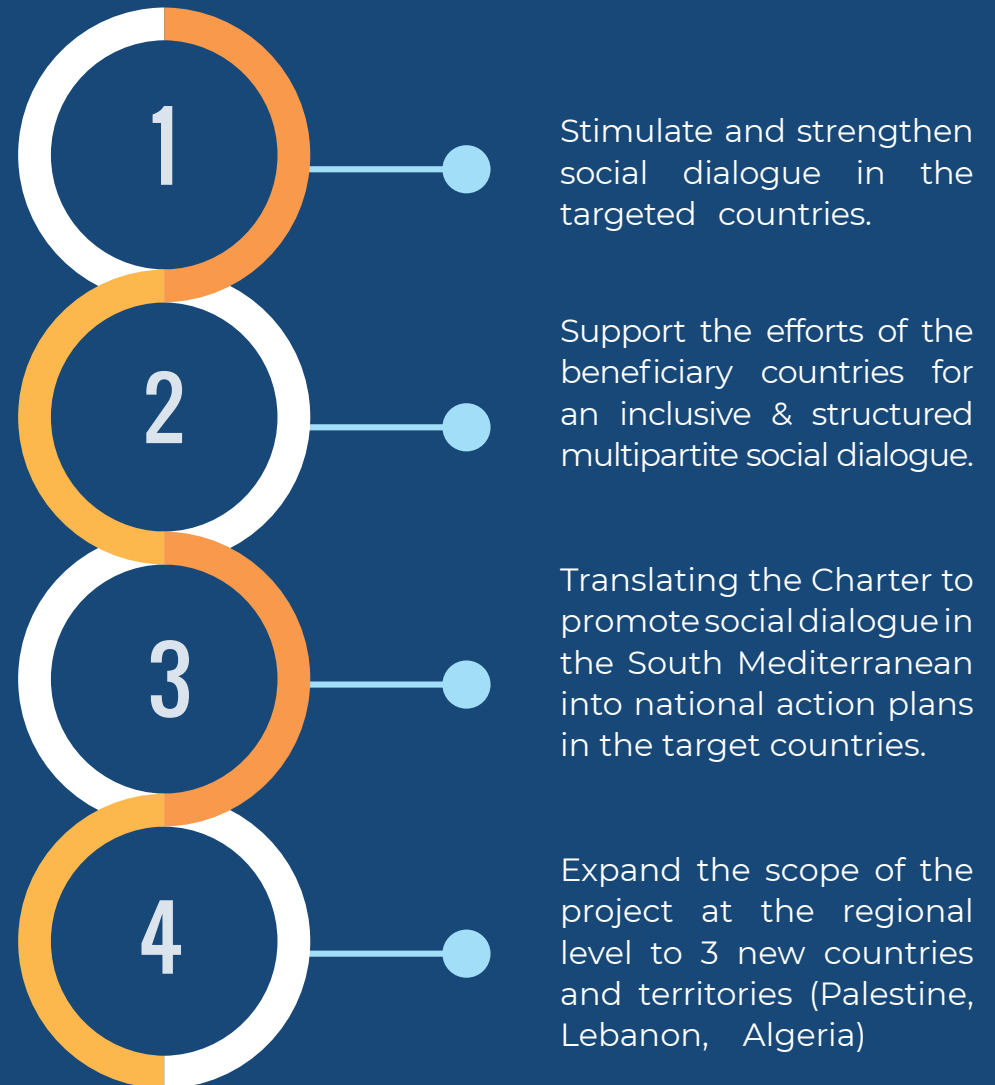 1
Stimulate and strengthen
social dialogue in the
targeted countries.
2
Support the efforts of the
beneficiary countries for
an inclusive & structured
multipartite social dialogue.
3
Translating the Charter to
promote social dialogue in
the South Mediterranean
into national action plans
in the target countries.
4
Expand the scope of the
project at the regional
level to 3 new countries
and territories (Palestine,
Lebanon, Algeria)